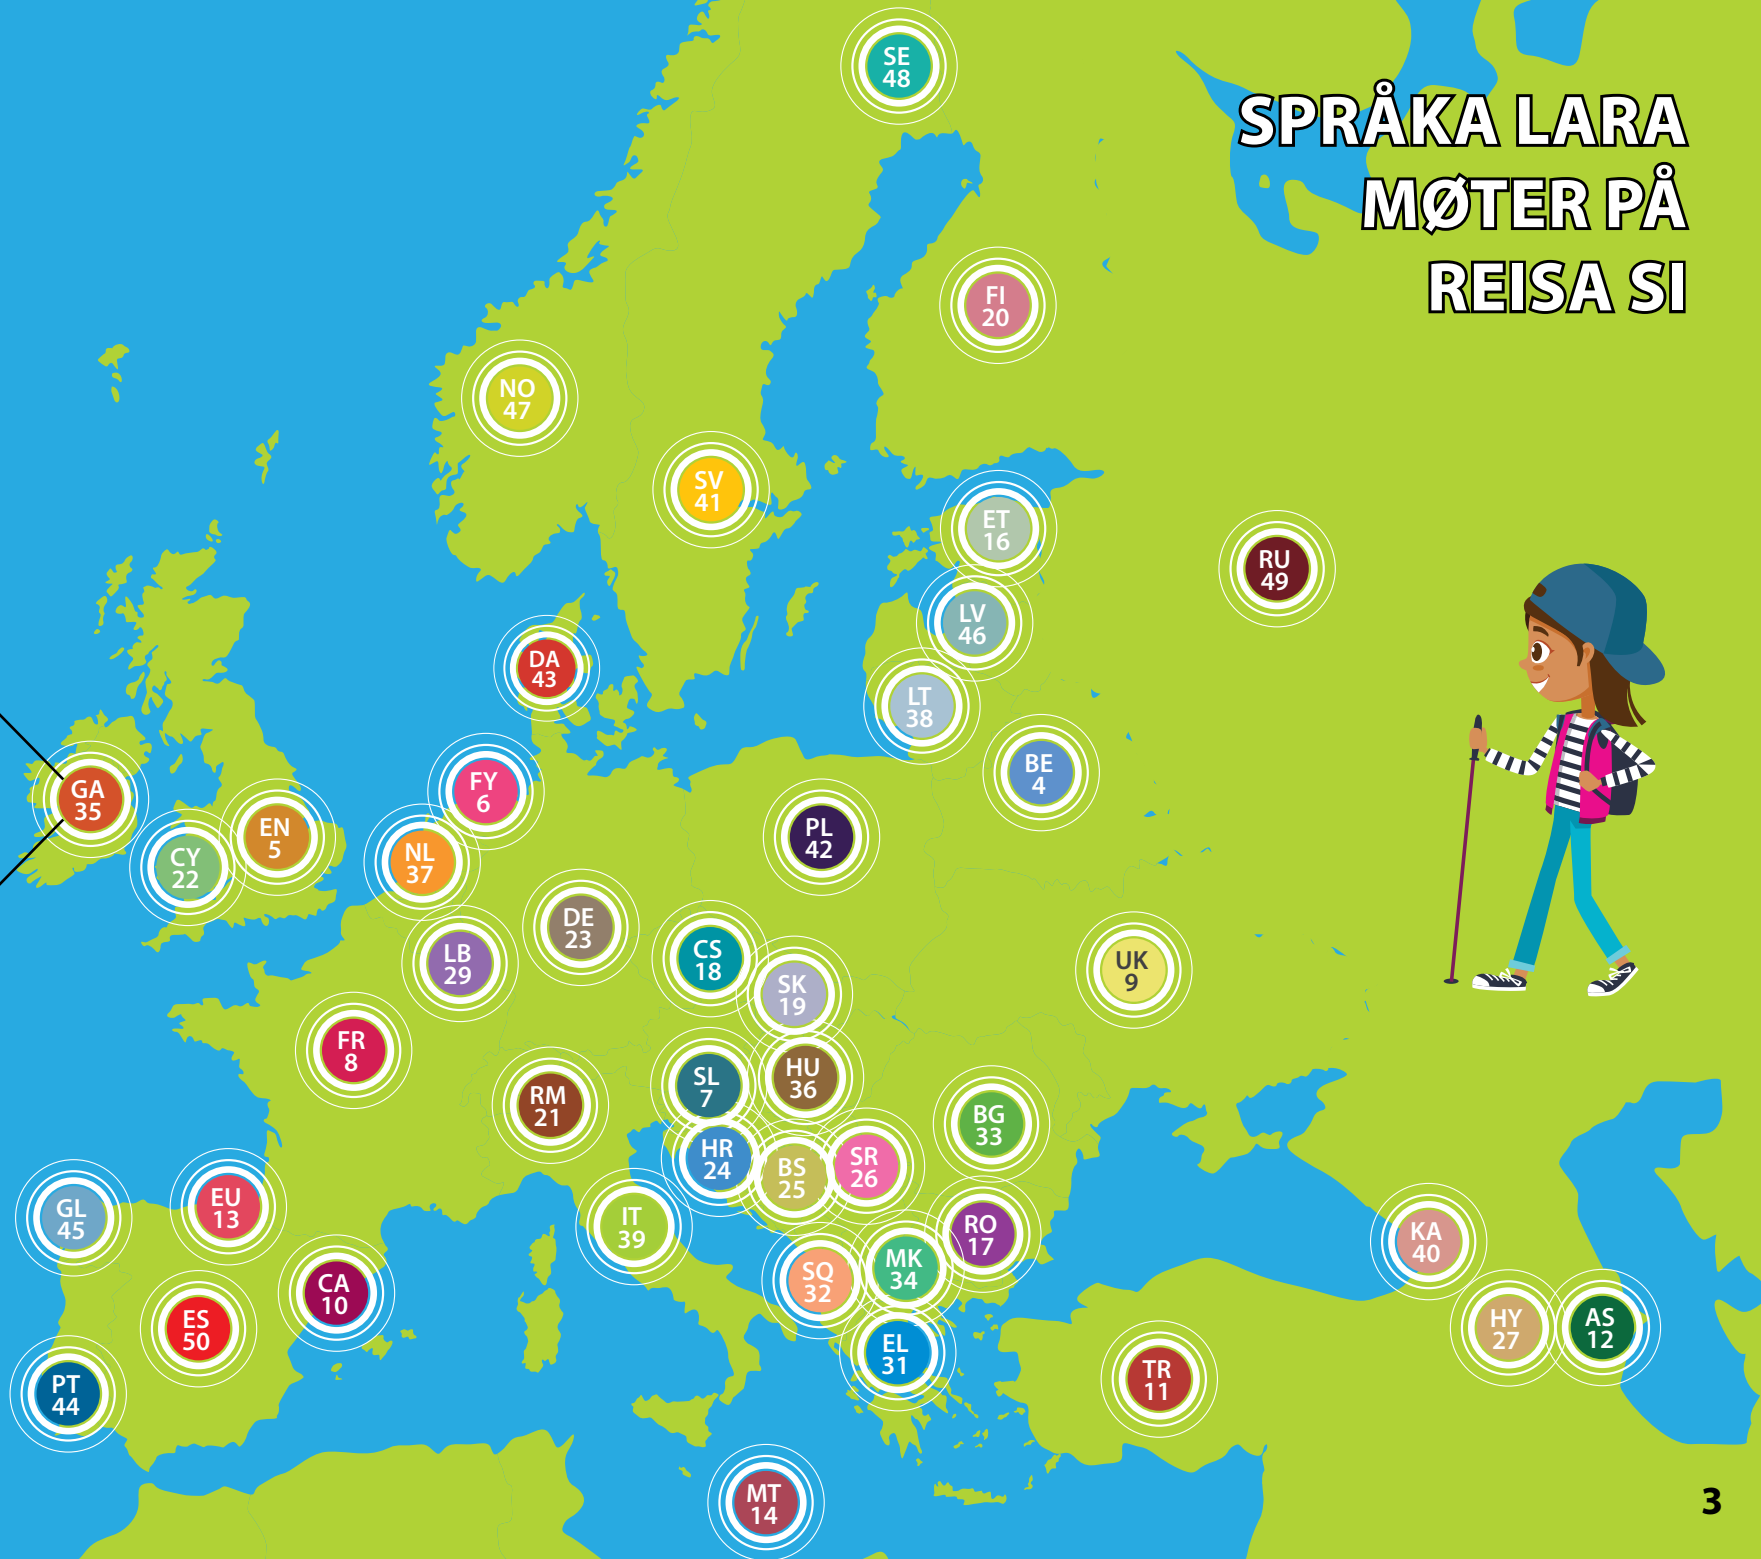 SPRÅKA LARA
MØTER PÅ
REISA SI
SE
48
FI
20
NO
47
SV
41
ET
16
RU
49
LV
46
DA
43
LT
38
BE
4
FY
6
GA
35
EN
5
PL
42
CY
22
NL
37
DE
23
CS
18
LB
29
UK
9
SK
19
FR
8
SL
7
HU
36
RM
21
BG
33
HR
24
BS
25
SR
26
GL
45
EU
13
IT
39
RO
17
KA
40
MK
34
SQ
32
CA
10
ES
50
HY
27
AS
12
EL
31
TR
11
PT
44
MT
14
3